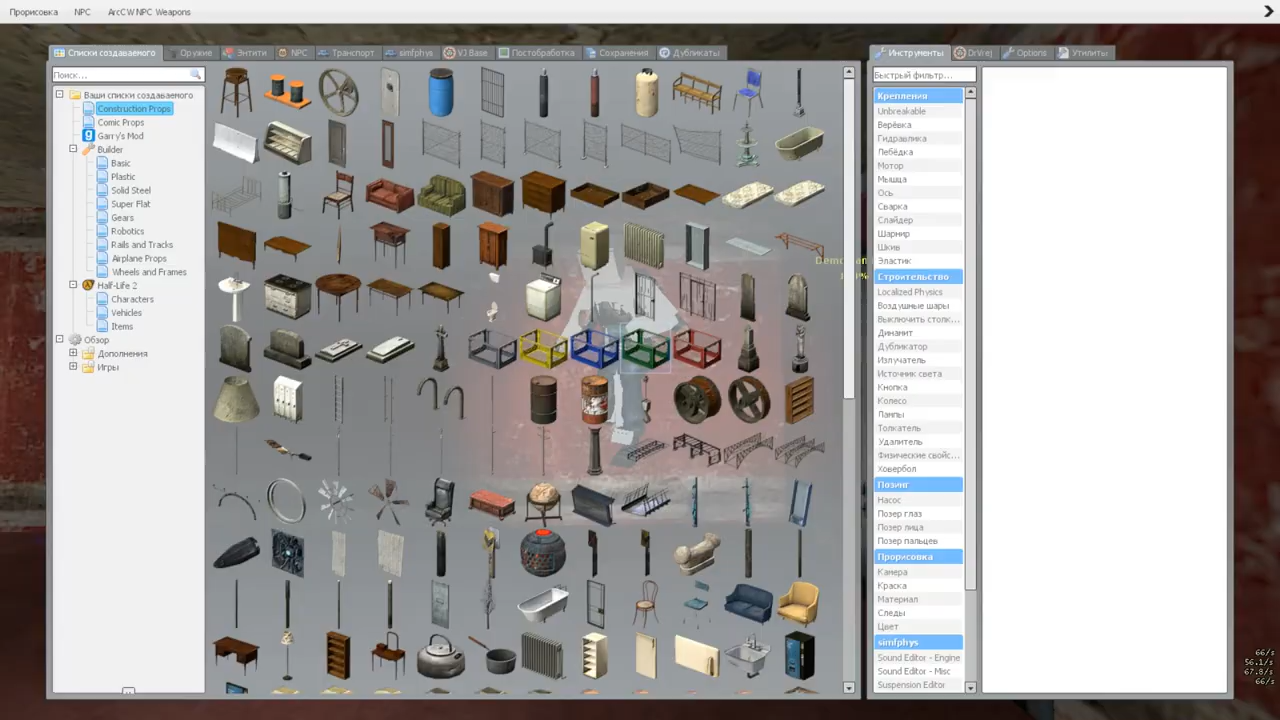 Прорисовка NPC ArcCW NPC Weapons
Списки создаваемого Оружие Энтити NPC Транспорт simfphys VJ Base Постобработка Сохранения Дубликаты
Инструменты DrVrej Options Утилиты
Поиск...
Ваши списки создаваемого
Construction Props
Comic Props
Garry's Mod
Builder
Basic
Plastic
Solid Steel
Super Flat
Gears
Robotics
Rails and Tracks
Airplane Props
Wheels and Frames
Half-Life 2
Characters
Vehicles
Items
Обзор
Дополнения
Игры
Быстрый фильтр...
Крепления
Unbreakable
Верёвка
Гидравлика
Лебёдка
Мотор
Мышца
Ось
Сварка
Слайдер
Шарнир
Шкив
Эластик
Строительство
Localized Physics
Воздушные шары
Выключить столк...
Динамит
Дубликатор
Излучатель
Источник света
Кнопка
Колесо
Лампы
Толкатель
Удалитель
Физические свойс...
Ховербол
Позинг
Насос
Позер глаз
Позер лица
Позер пальцев
Прорисовка
Камера
Краска
Материал
Следы
Цвет
simfphys
Sound Editor - Engine
Sound Editor - Misc
Suspension Editor
66/s
56.1/s
67.8/s
66/s